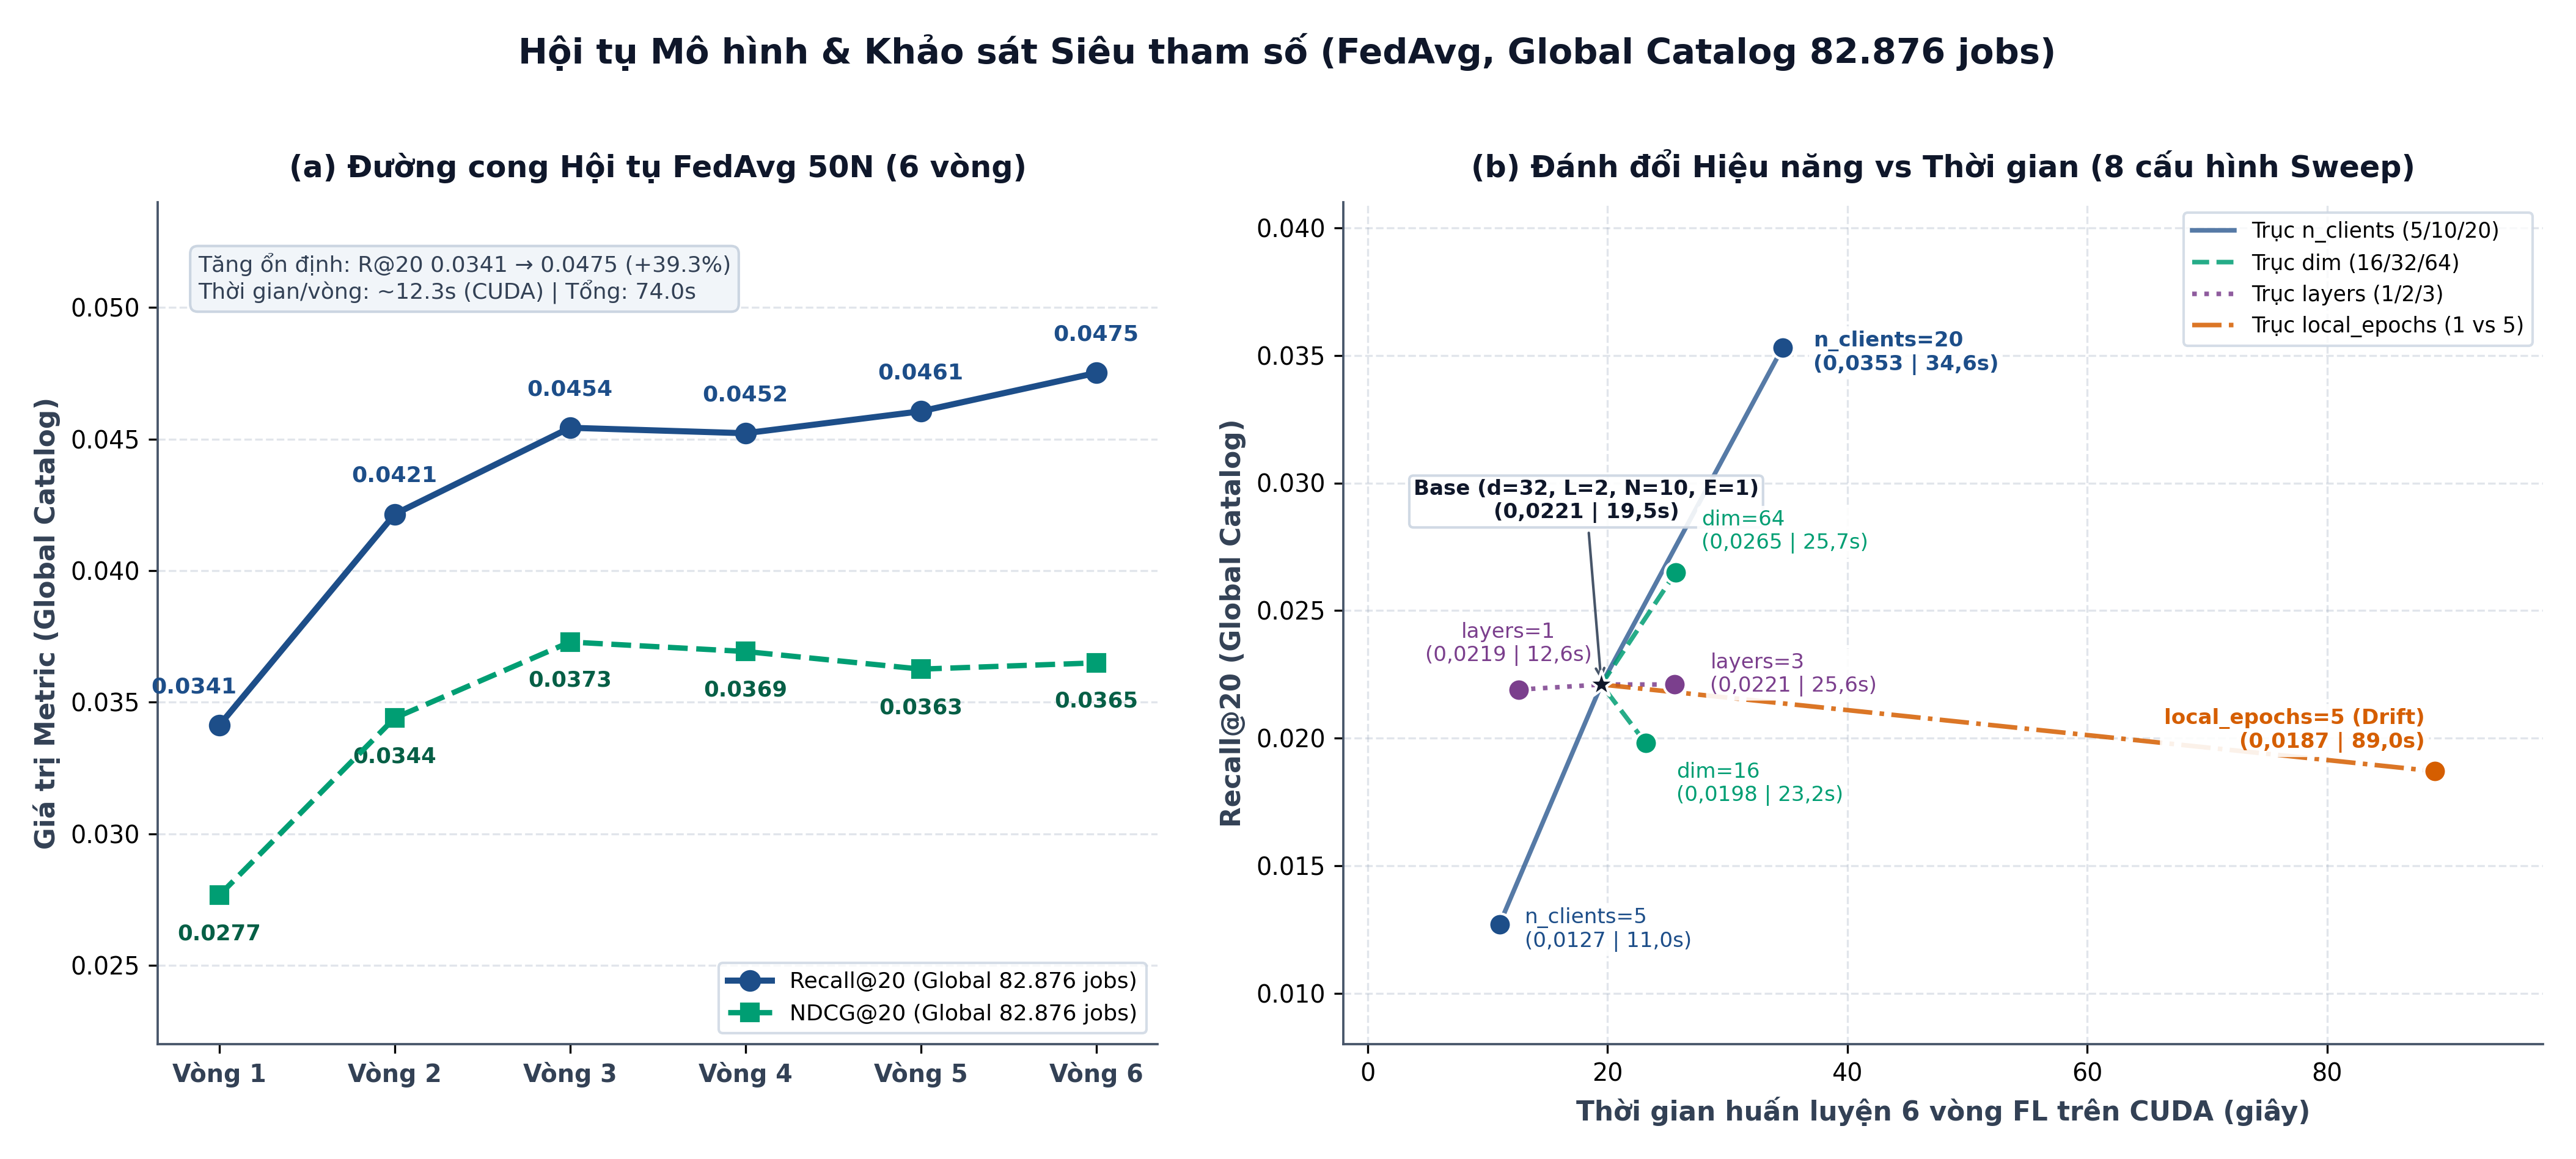 Hội tụ Mô hình & Khảo sát Siêu tham số (FedAvg, Global Catalog 82.876 jobs)
(a) Đường cong Hội tụ FedAvg 50N (6 vòng)
Giá trị Metric (Global Catalog)
0.050
0.045
0.040
0.035
0.030
0.025
Tăng ổn định: R@20 0.0341 → 0.0475 (+39.3%)
Thời gian/vòng: ~12.3s (CUDA) | Tổng: 74.0s
0.0341
0.0421
0.0454
0.0452
0.0461
0.0475
0.0277
0.0344
0.0373
0.0369
0.0363
0.0365
Recall@20 (Global 82.876 jobs)
NDCG@20 (Global 82.876 jobs)
Vòng 1
Vòng 2
Vòng 3
Vòng 4
Vòng 5
Vòng 6
(b) Đánh đổi Hiệu năng vs Thời gian (8 cấu hình Sweep)
Recall@20 (Global Catalog)
0.040
0.035
0.030
0.025
0.020
0.015
0.010
Trục n_clients (5/10/20)
Trục dim (16/32/64)
Trục layers (1/2/3)
Trục local_epochs (1 vs 5)
n_clients=20
(0,0353 | 34,6s)
Base (d=32, L=2, N=10, E=1)
(0,0221 | 19,5s)
dim=64
(0,0265 | 25,7s)
layers=1
(0,0219 | 12,6s)
layers=3
(0,0221 | 25,6s)
local_epochs=5 (Drift)
(0,0187 | 89,0s)
dim=16
(0,0198 | 23,2s)
n_clients=5
(0,0127 | 11,0s)
0
20
40
60
80
Thời gian huấn luyện 6 vòng FL trên CUDA (giây)